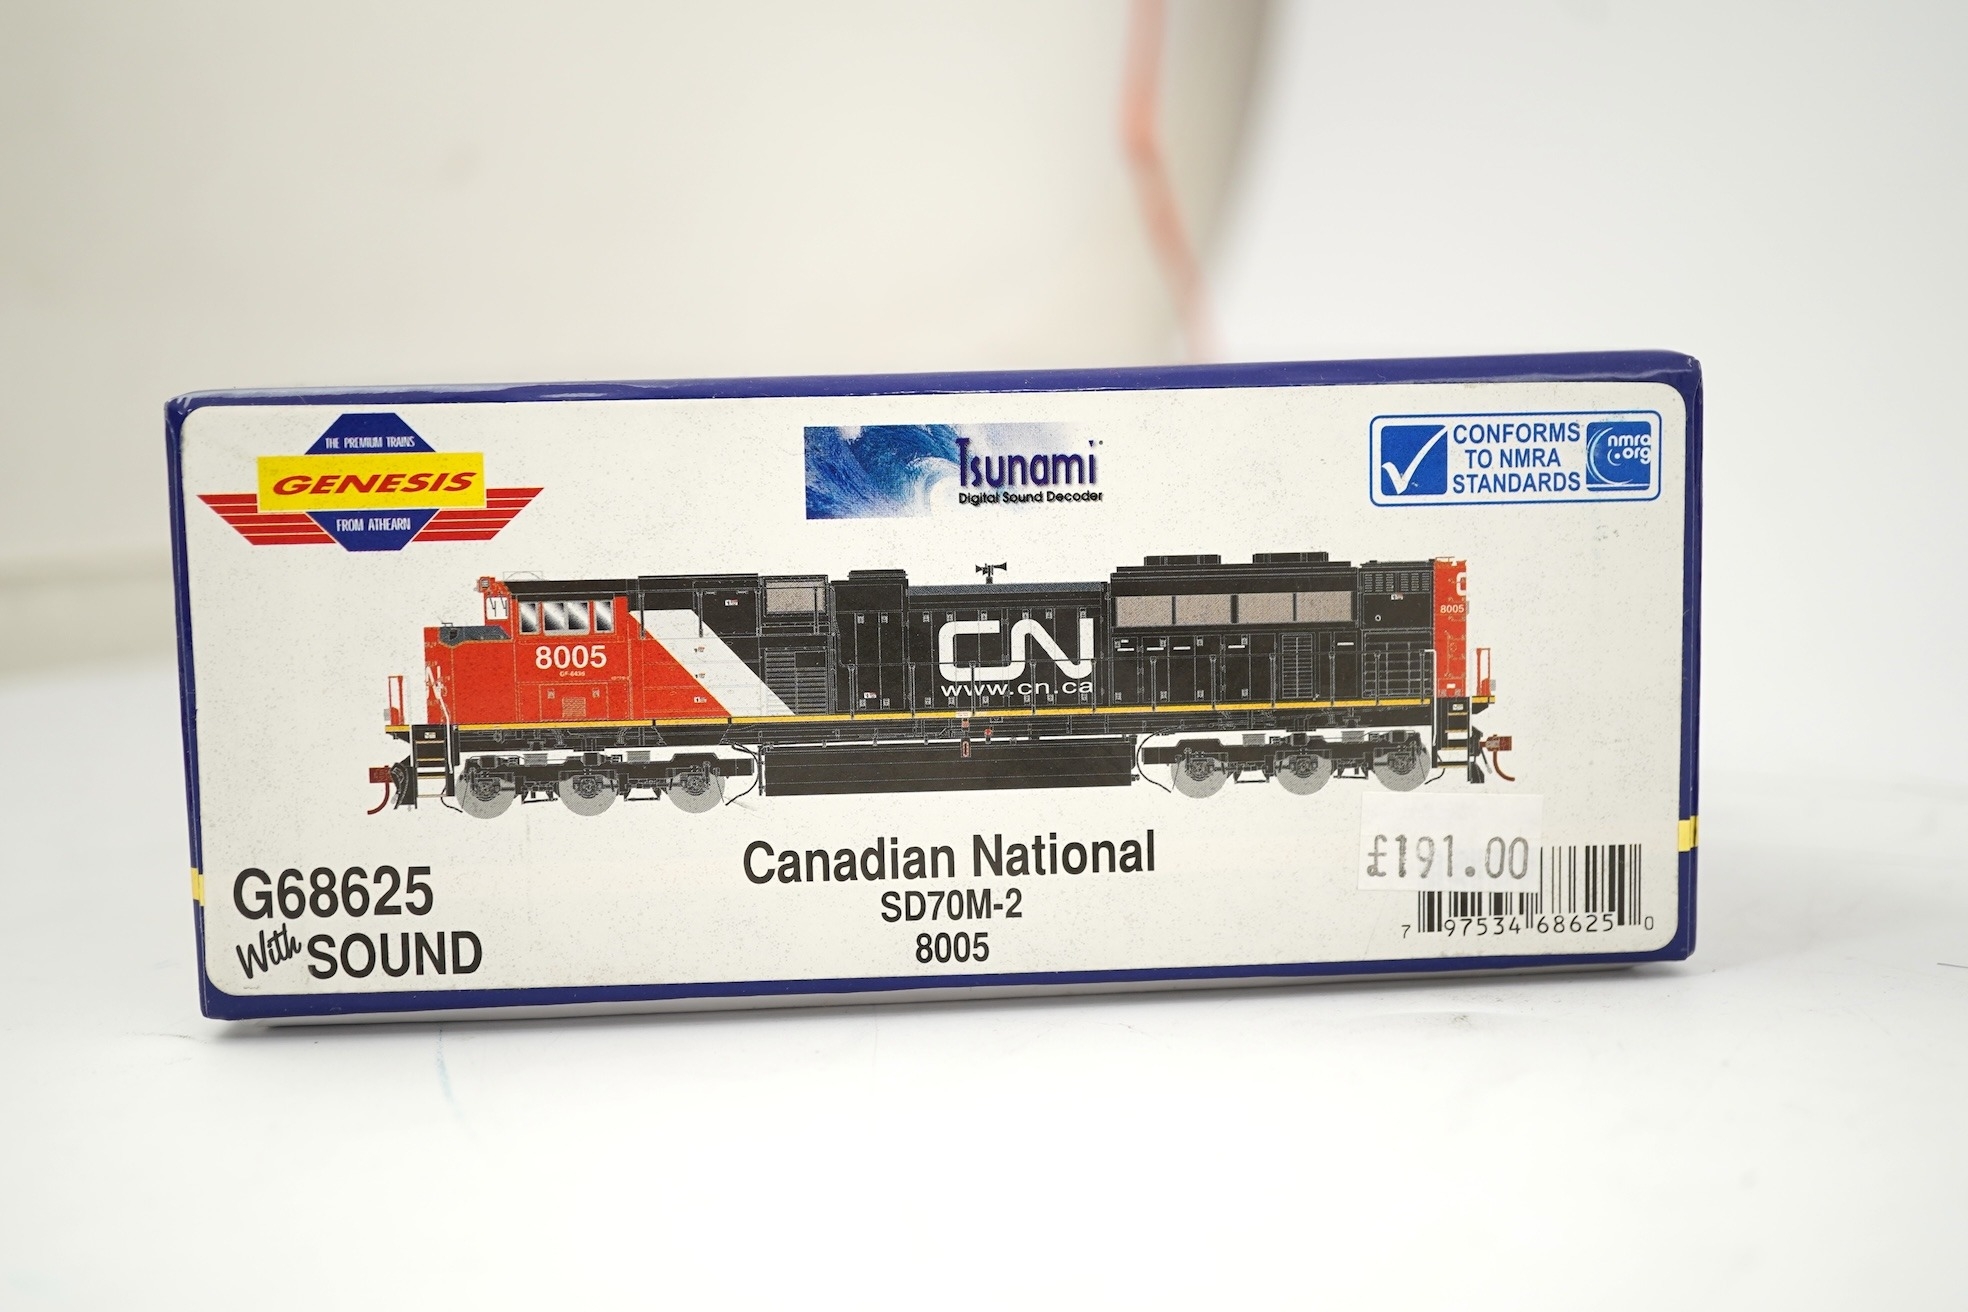 THE PREMIUM TRAINS
GENESIS
FROM ATHEARN
Tsunami
Digital Sound Decoder
CONFORMS
TO NMRA
STANDARDS
nmra
.org
8005
CN
www.cn.ca
8005
G68625
With SOUND
Canadian National
SD70M-2
8005
£191.00
7 97534 68625 0